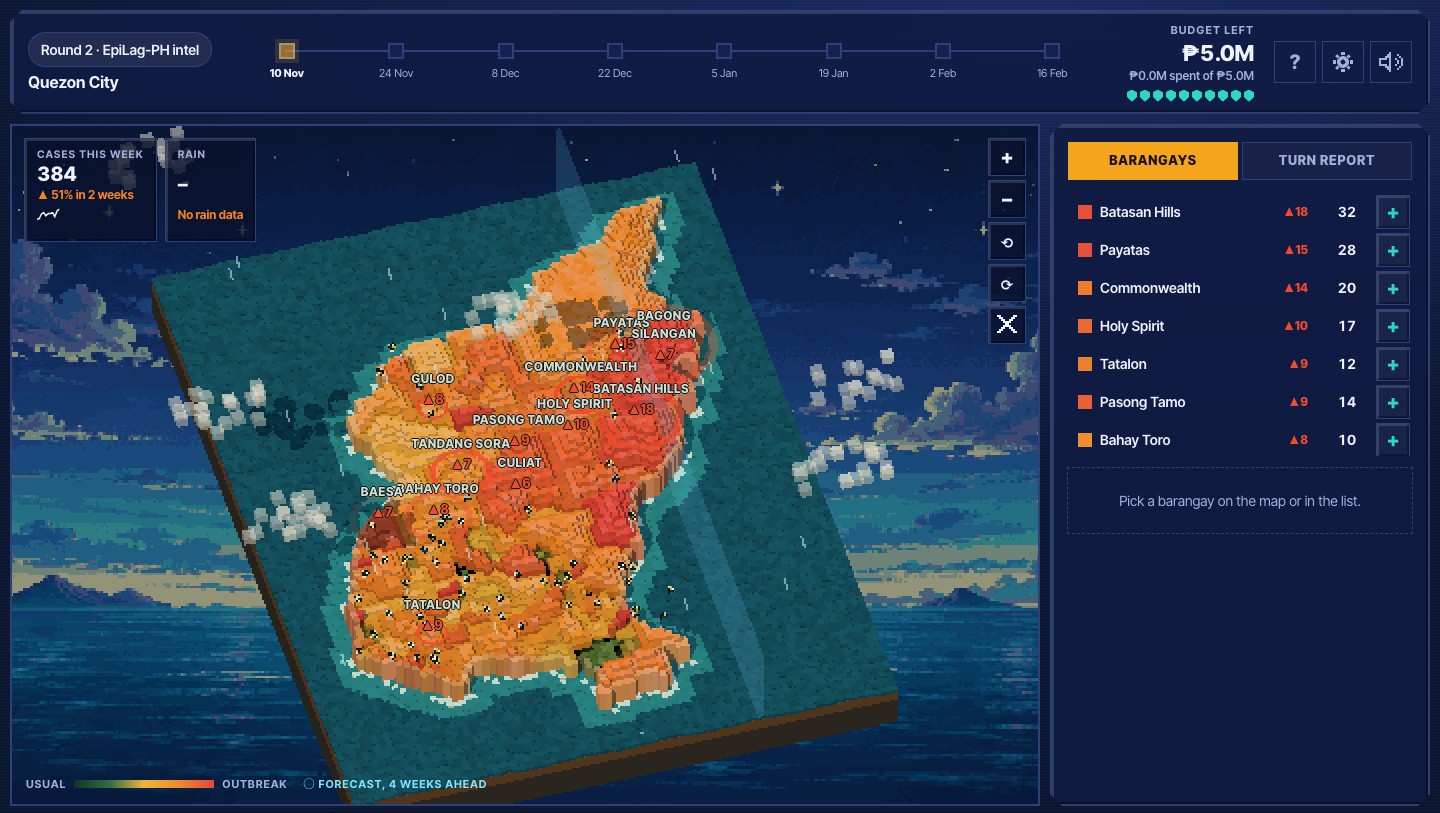 Round 2 · EpiLag-PH intel
Quezon City
10 Nov
24 Nov
8 Dec
22 Dec
5 Jan
19 Jan
2 Feb
16 Feb
BUDGET LEFT
₱5.0M
₱0.0M spent of ₱5.0M
?
CASES THIS WEEK
384
▲ 51% in 2 weeks
RAIN
–
No rain data
+
−
⟲
⟳
PAYATAS
▲15
BAGONG
SILANGAN
▲7
COMMONWEALTH
▲14
GULOD
▲8
BATASAN HILLS
▲18
HOLY SPIRIT
▲10
PASONG TAMO
▲9
TANDANG SORA
▲7
CULIAT
▲6
BAESA
▲7
BAHAY TORO
▲8
TATALON
▲9
USUAL
OUTBREAK
FORECAST, 4 WEEKS AHEAD
BARANGAYS
TURN REPORT
Batasan Hills ▲18 32 +
Payatas ▲15 28 +
Commonwealth ▲14 20 +
Holy Spirit ▲10 17 +
Tatalon ▲9 12 +
Pasong Tamo ▲9 14 +
Bahay Toro ▲8 10 +
Pick a barangay on the map or in the list.